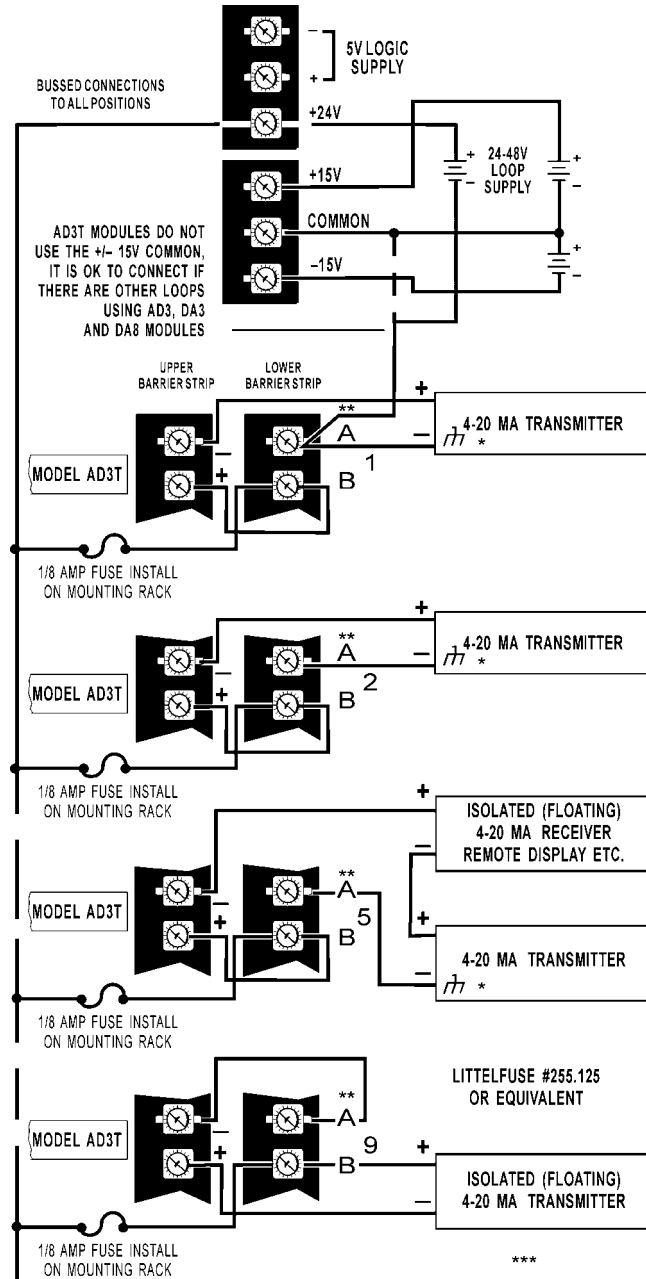 −
5V LOGIC
SUPPLY
+
BUSSED CONNECTIONS
TO ALL POSITIONS
+24V
+15V
+
−
24-48V
LOOP
SUPPLY
+
−
COMMON
AD3T MODULES DO NOT
USE THE +/− 15V COMMON,
IT IS OK TO CONNECT IF
THERE ARE OTHER LOOPS
USING AD3, DA3
AND DA8 MODULES
−15V
+
−
UPPER
BARRIER STRIP
LOWER
BARRIER STRIP
**
A
1
B
−
+
+
−
4-20 MA TRANSMITTER
*
MODEL AD3T
1/8 AMP FUSE INSTALL
ON MOUNTING RACK
**
A
2
B
−
+
+
−
4-20 MA TRANSMITTER
*
MODEL AD3T
1/8 AMP FUSE INSTALL
ON MOUNTING RACK
+
−
ISOLATED (FLOATING)
4-20 MA RECEIVER
REMOTE DISPLAY ETC.
**
A
5
B
−
+
MODEL AD3T
+
−
4-20 MA TRANSMITTER
*
1/8 AMP FUSE INSTALL
ON MOUNTING RACK
LITTELFUSE #255.125
OR EQUIVALENT
**
A
9
B
−
+
MODEL AD3T
+
−
ISOLATED (FLOATING)
4-20 MA TRANSMITTER
1/8 AMP FUSE INSTALL
ON MOUNTING RACK
***